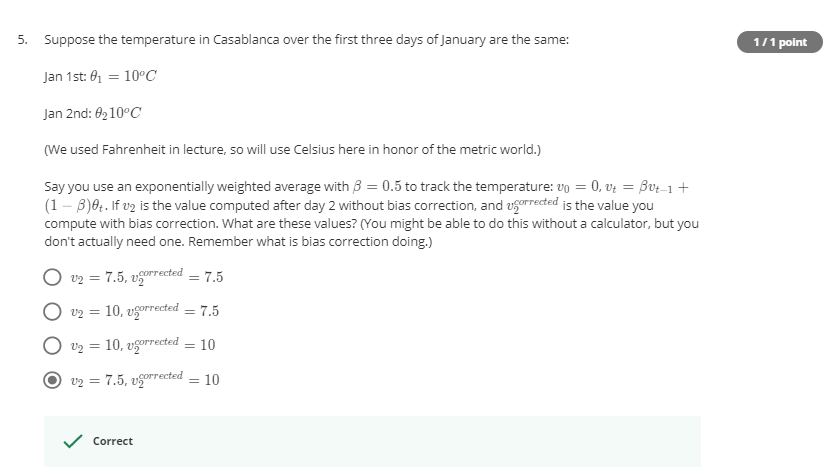 5. Suppose the temperature in Casablanca over the first three days of January are the same:
1 / 1 point
Jan 1st: θ₁ = 10°C
Jan 2nd: θ₂10°C
(We used Fahrenheit in lecture, so will use Celsius here in honor of the metric world.)
Say you use an exponentially weighted average with β = 0.5 to track the temperature: v₀ = 0, vₜ = βvₜ₋₁ +
(1 − β)θₜ. If v₂ is the value computed after day 2 without bias correction, and v₂^corrected is the value you
compute with bias correction. What are these values? (You might be able to do this without a calculator, but you
don't actually need one. Remember what is bias correction doing.)
v₂ = 7.5, v₂^corrected = 7.5
v₂ = 10, v₂^corrected = 7.5
v₂ = 10, v₂^corrected = 10
v₂ = 7.5, v₂^corrected = 10
Correct